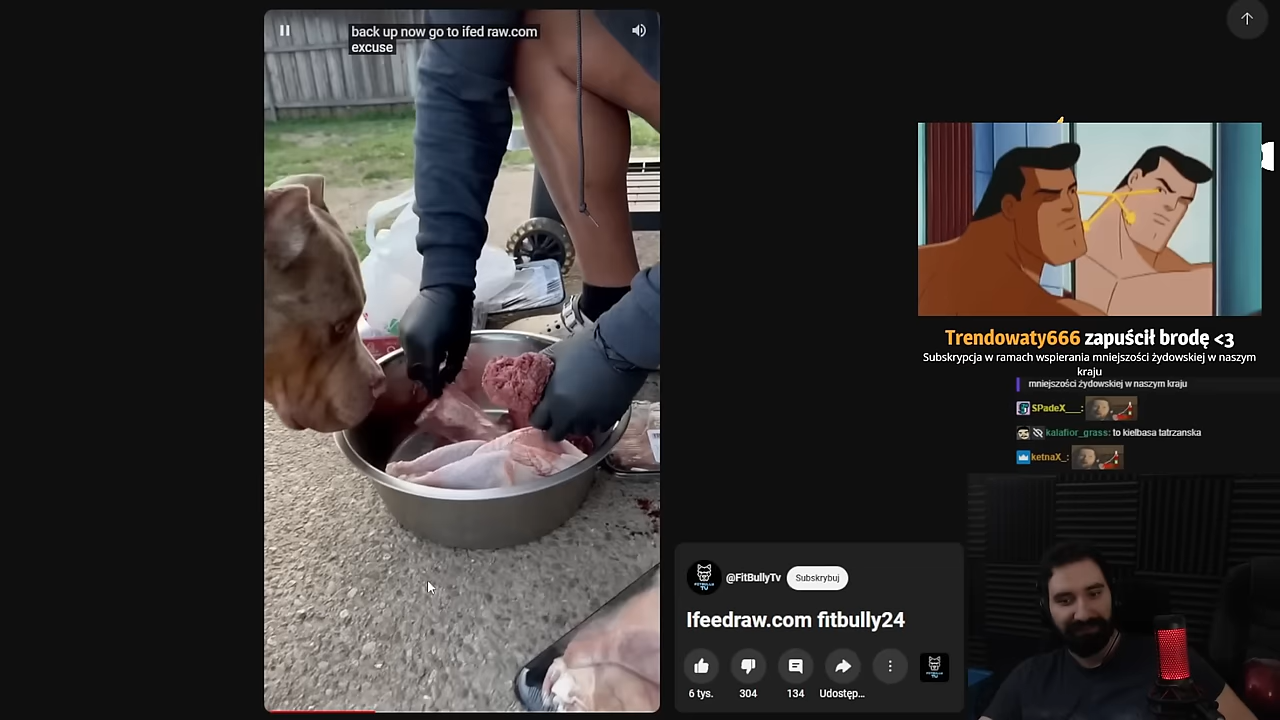 back up now go to ifed raw.com
excuse
Trendowaty666 zapuścił brodę <3
Subskrypcja w ramach wspierania mniejszości żydowskiej w naszym
kraju
mniejszości żydowskiej w naszym kraju
SPadeX___:
kalafior_grass: to kielbasa tatrzanska
ketnaX_:
@FitBullyTv
Subskrybuj
Ifeedraw.com fitbully24
6 tys.
304
134
Udostęp...